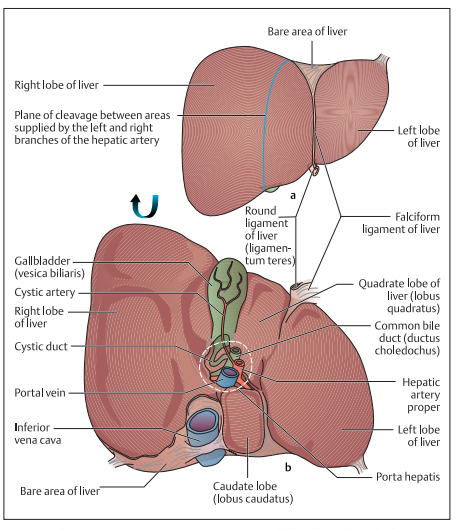 Bare area of liver
Right lobe of liver
Plane of cleavage between areas
supplied by the left and right
branches of the hepatic artery
Left lobe
of liver
a
Round
ligament
of liver
(ligamen-
tum teres)
Falciform
ligament of liver
Gallbladder
(vesica biliaris)
Cystic artery
Right lobe
of liver
Cystic duct
Portal vein
Inferior
vena cava
Bare area of liver
Quadrate lobe of
liver (lobus
quadratus)
Common bile
duct (ductus
choledochus)
Hepatic
artery
proper
Left lobe
of liver
Porta hepatis
b
Caudate lobe
(lobus caudatus)